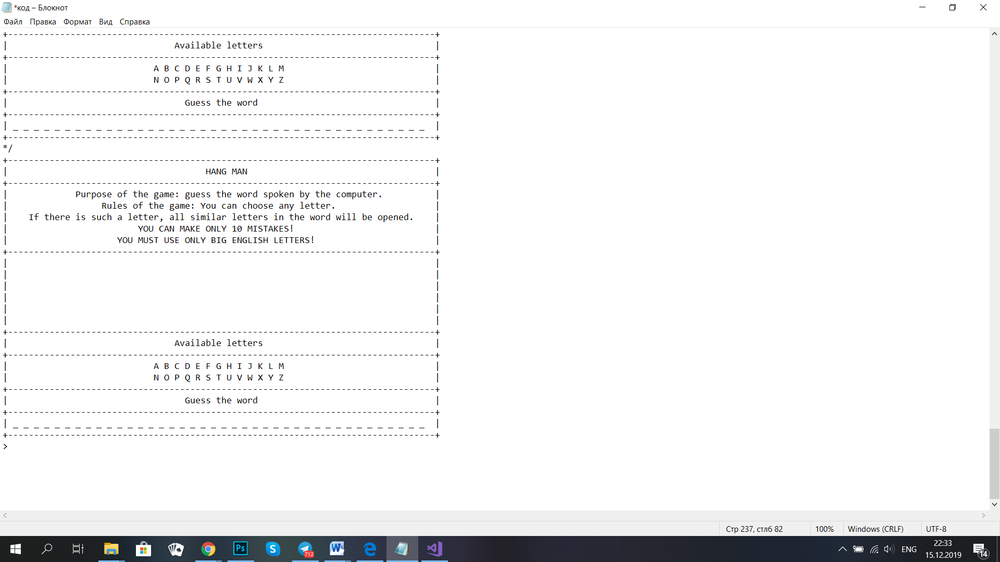 *код – Блокнот
Файл Правка Формат Вид Справка
+----------------------------------------------------------------------------------+
| Available letters |
+----------------------------------------------------------------------------------+
| A B C D E F G H I J K L M |
| N O P Q R S T U V W X Y Z |
+----------------------------------------------------------------------------------+
| Guess the word |
+----------------------------------------------------------------------------------+
| _ _ _ _ _ _ _ _ _ _ _ _ _ _ _ _ _ _ _ _ _ _ _ _ _ _ _ _ _ _ _ _ _ _ _ _ _ _ _ _ |
+----------------------------------------------------------------------------------+
*/
+----------------------------------------------------------------------------------+
| HANG MAN |
+----------------------------------------------------------------------------------+
| Purpose of the game: guess the word spoken by the computer. |
| Rules of the game: You can choose any letter. |
| If there is such a letter, all similar letters in the word will be opened. |
| YOU CAN MAKE ONLY 10 MISTAKES! |
| YOU MUST USE ONLY BIG ENGLISH LETTERS! |
+----------------------------------------------------------------------------------+
| |
| |
| |
| |
| |
| |
+----------------------------------------------------------------------------------+
| Available letters |
+----------------------------------------------------------------------------------+
| A B C D E F G H I J K L M |
| N O P Q R S T U V W X Y Z |
+----------------------------------------------------------------------------------+
| Guess the word |
+----------------------------------------------------------------------------------+
| _ _ _ _ _ _ _ _ _ _ _ _ _ _ _ _ _ _ _ _ _ _ _ _ _ _ _ _ _ _ _ _ _ _ _ _ _ _ _ _ |
+----------------------------------------------------------------------------------+
>
Стр 237, стлб 82 100% Windows (CRLF) UTF-8
Ps S 712 W ENG 22:33
15.12.2019 14